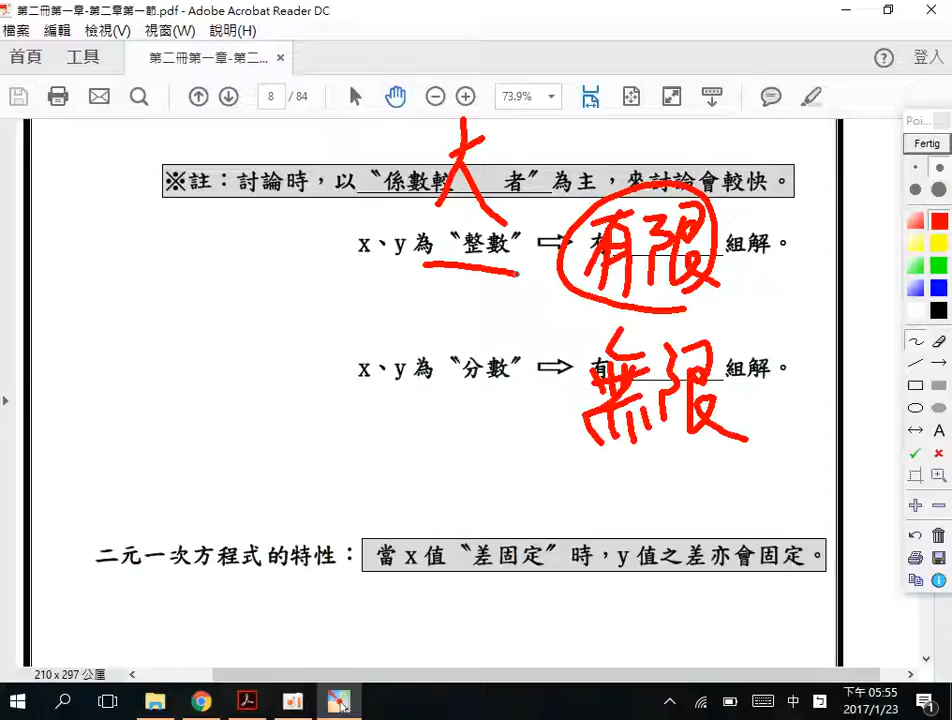 第二冊第一章-第二章第一節.pdf - Adobe Acrobat Reader DC
檔案 編輯 檢視(V) 視窗(W) 說明(H)
首頁 工具 第二冊第一章-第二... × ? 登入
8 / 84 73.9%
Poi...
Fertig
※註：討論時，以〝係數較大者〞為主，來討論會較快。
x、y 為〝整數〞⇨ 有 有限 組解。
x、y 為〝分數〞⇨ 有 無限 組解。
二元一次方程式的特性： 當 x 值〝差固定〞時，y 值之差亦會固定。
A
210 x 297 公厘
中 下午 05:55
2017/1/23
1